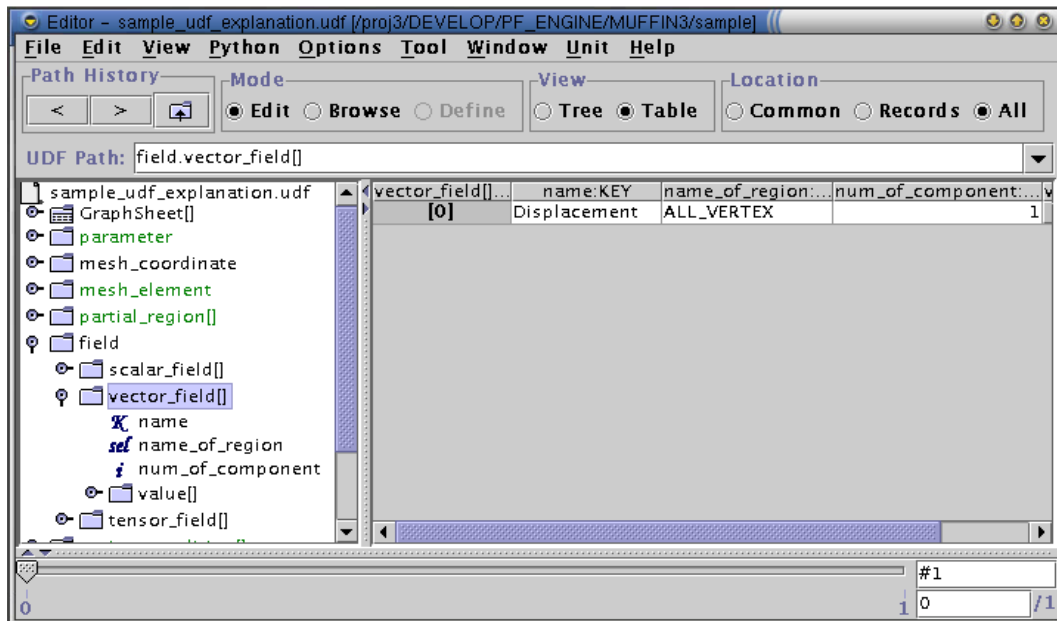 Editor – sample_udf_explanation.udf [/proj3/DEVELOP/PF_ENGINE/MUFFIN3/sample]
File Edit View Python Options Tool Window Unit Help
Path History Mode View Location
< > Edit Browse Define Tree Table Common Records All
UDF Path: field.vector_field[]
sample_udf_explanation.udf
GraphSheet[]
parameter
mesh_coordinate
mesh_element
partial_region[]
field
scalar_field[]
vector_field[]
K name
sel name_of_region
i num_of_component
value[]
tensor_field[]
vector_field[]... name:KEY name_of_region:... num_of_component:... v
[0] Displacement ALL_VERTEX 1
#1
0 1 0 /1